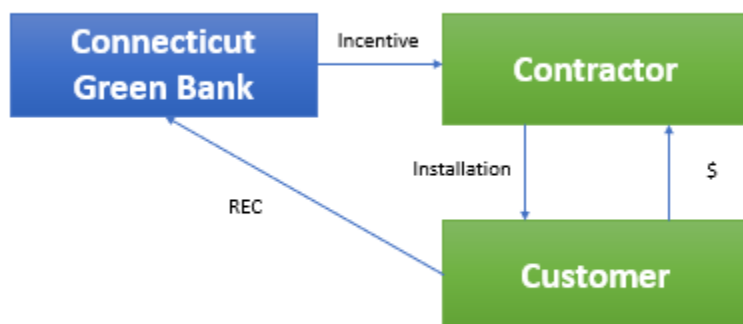 Connecticut
Green Bank
Incentive
Contractor
Installation
$
REC
Customer